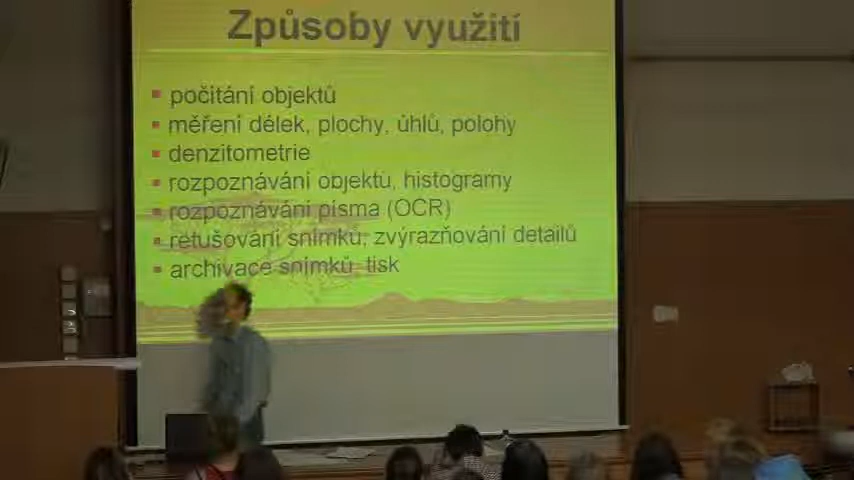 Způsoby využití
počítání objektů
měření délek, plochy, úhlů, polohy
denzitometrie
rozpoznávání objektů, histogramy
rozpoznávání písma (OCR)
retušování snímků, zvýrazňování detailů
archivace snímků, tisk